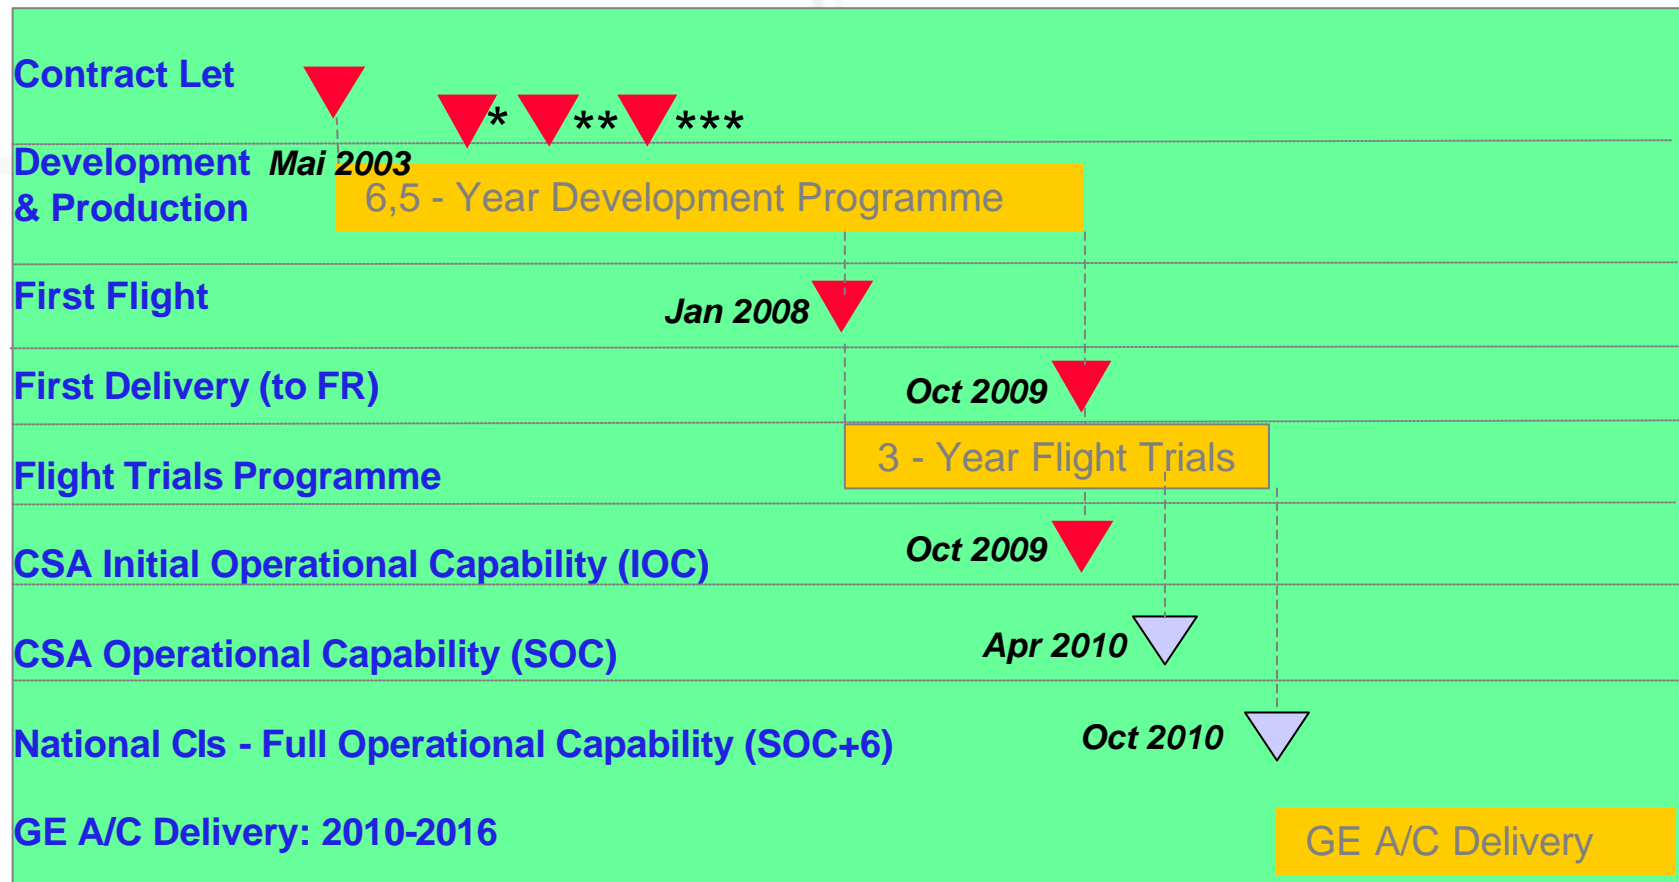 Contract Let
* ** ***
Development Mai 2003
& Production
6,5 - Year Development Programme
First Flight
Jan 2008
First Delivery (to FR)
Oct 2009
3 - Year Flight Trials
Flight Trials Programme
Oct 2009
CSA Initial Operational Capability (IOC)
Apr 2010
CSA Operational Capability (SOC)
National CIs - Full Operational Capability (SOC+6)
Oct 2010
GE A/C Delivery: 2010-2016
GE A/C Delivery